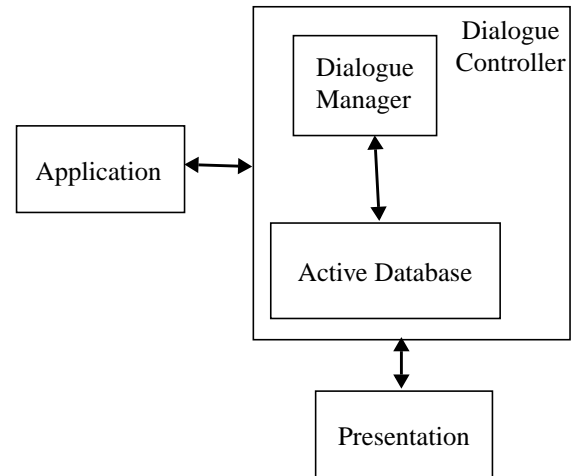 Dialogue
Controller
Dialogue
Manager
Application
Active Database
Presentation